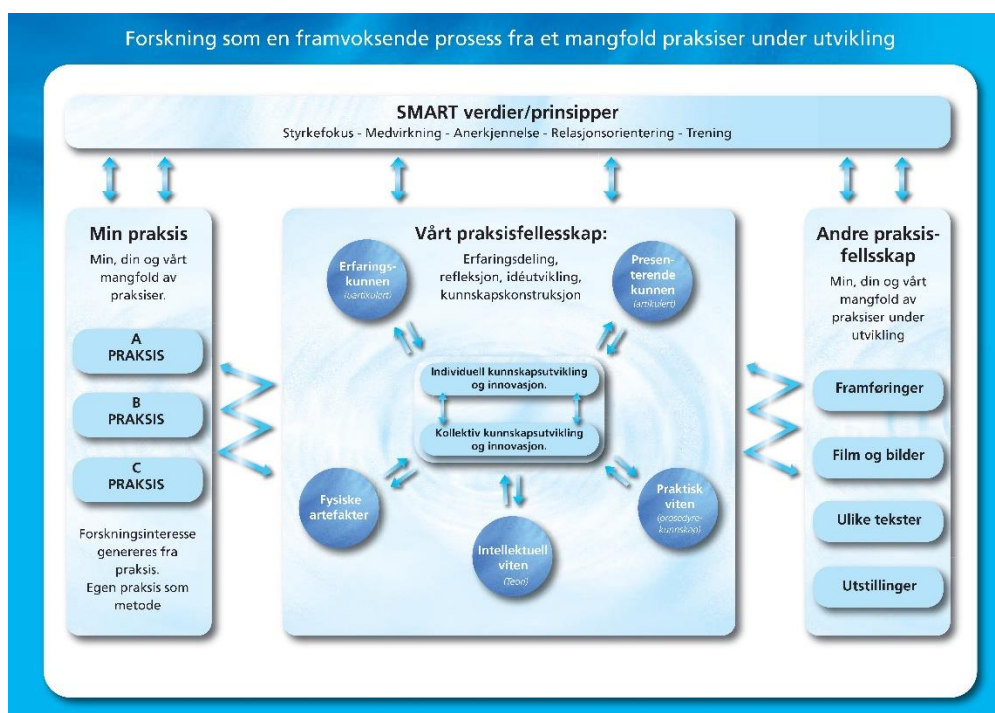 Forskning som en framvoksende prosess fra et mangfold praksiser under utvikling
SMART verdier/prinsipper
Styrkefokus - Medvirkning - Anerkjennelse - Relasjonsorientering - Trening
Min praksis
Min, din og vårt
mangfold av
praksiser.
A
PRAKSIS
B
PRAKSIS
C
PRAKSIS
Forskningsinteresse
genereres fra
praksis.
Egen praksis som
metode
Vårt praksisfellesskap:
Erfaringsdeling,
refleksjon, idéutvikling,
kunnskapskonstruksjon
Erfarings-
kunnen
(uartikulert)
Presen-
terende
kunnen
(artikulert)
Individuell kunnskapsutvikling
og innovasjon.
Kollektiv kunnskapsutvikling
og innovasjon.
Fysiske
artefakter
Intellektuell
viten
(Teori)
Praktisk
viten
(prosedyre-
kunnskap)
Andre praksis-
fellsskap
Min, din og vårt
mangfold av
praksiser under
utvikling
Framføringer
Film og bilder
Ulike tekster
Utstillinger